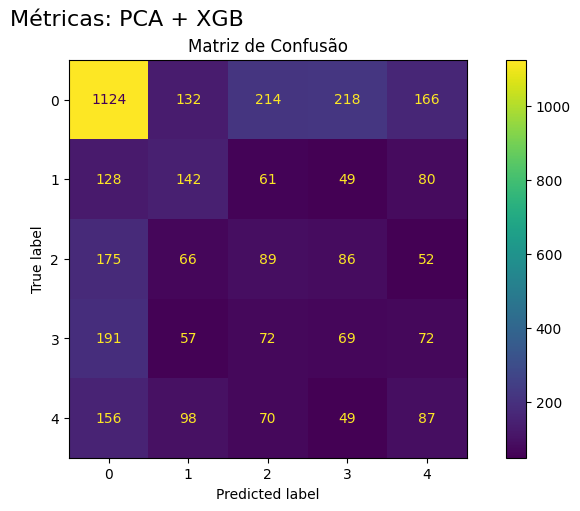 Métricas: PCA + XGB
Matriz de Confusão
True label
0 1124 132 214 218 166
1 128 142 61 49 80
2 175 66 89 86 52
3 191 57 72 69 72
4 156 98 70 49 87
0 1 2 3 4
Predicted label
1000
800
600
400
200